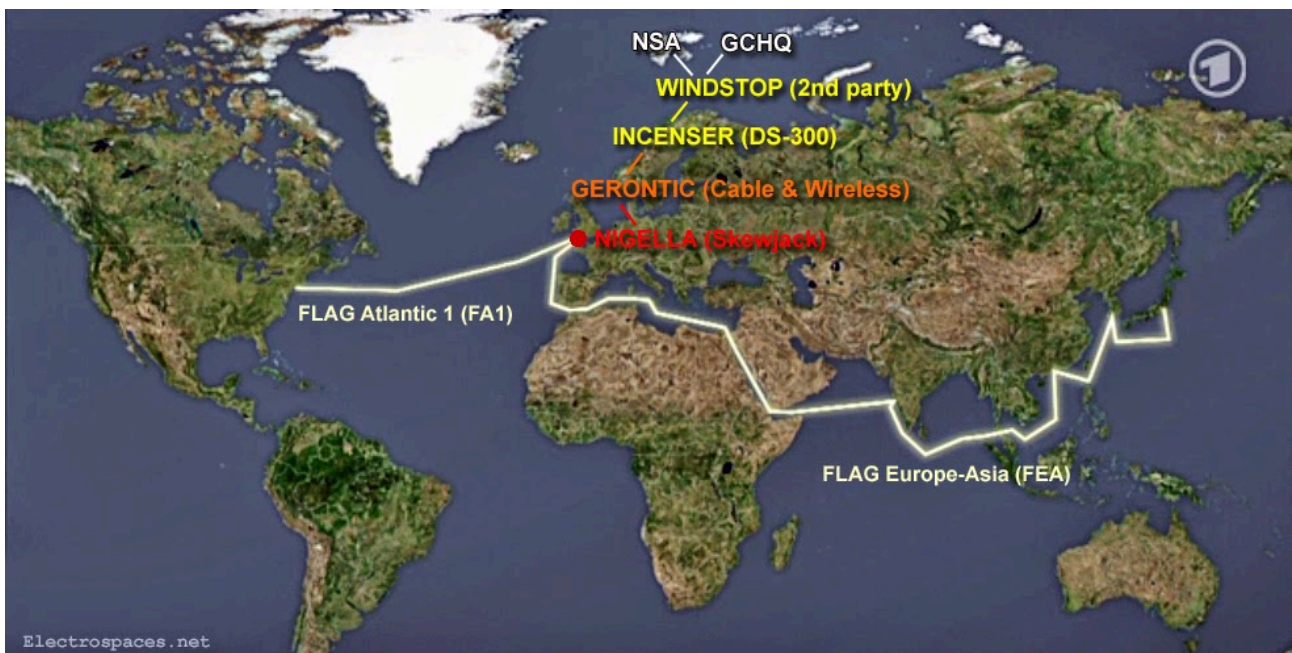 NSA GCHQ
WINDSTOP (2nd party)
INCENSER (DS-300)
GERONTIC (Cable & Wireless)
NIGELLA (Skewjack)
FLAG Atlantic 1 (FA1)
FLAG Europe-Asia (FEA)
Electrospaces.net
1